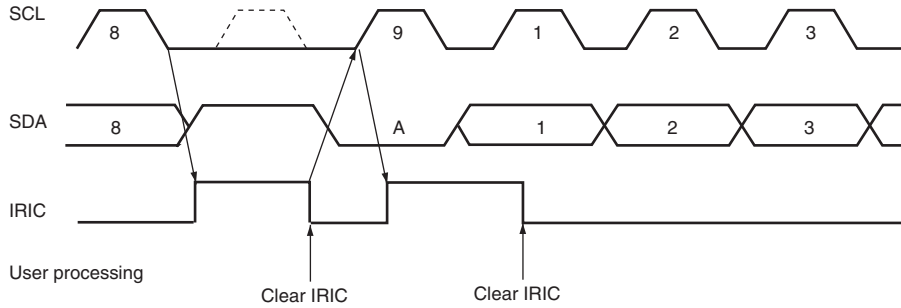 SCL
8 9 1 2 3
SDA
8 A 1 2 3
IRIC
User processing
Clear IRIC Clear IRIC